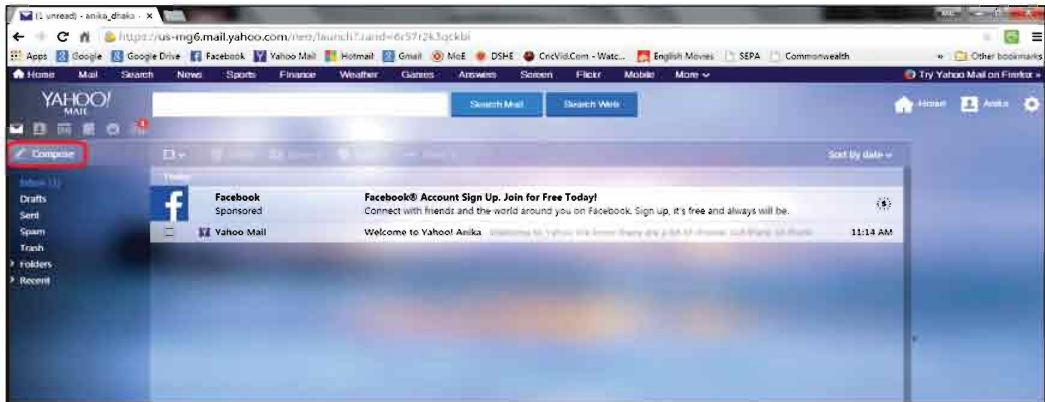 (1 unread) - anika_dhaka - x
https://us-mg6.mail.yahoo.com/neo/launch?.rand=6r57r2k3qckbi
Apps Google Google Drive Facebook Yahoo Mail Hotmail Gmail MoE DSHE CricVid.Com - Watc... English Movies SEPA Commonwealth » Other bookmarks
Home Mail Search News Sports Finance Weather Games Answers Screen Flickr Mobile More Try Yahoo Mail on Firefox »
YAHOO! MAIL Search Mail Search Web Home Anika
Compose Sort by date
Inbox (1)
Today
Drafts
Facebook Facebook® Account Sign Up. Join for Free Today!
Sent
Sponsored Connect with friends and the world around you on Facebook. Sign up, it's free and always will be.
Spam
Yahoo Mail Welcome to Yahoo! Anika 11:14 AM
Trash
Folders
Recent